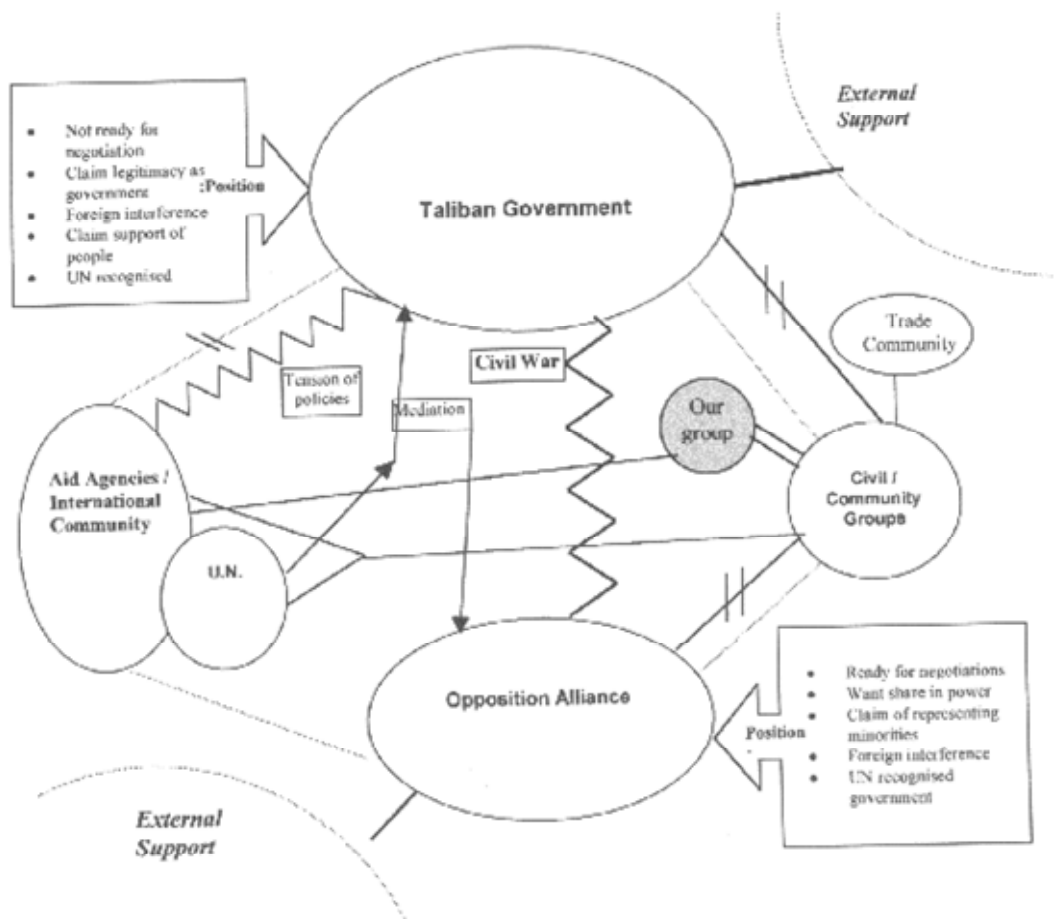 External
Support
• Not ready for
negotiation
• Claim legitimacy as
government
• Foreign interference
• Claim support of
people
• UN recognised
:Position
Taliban Government
Trade
Community
Civil War
Tension of
policies
Mediation
Our
group
Aid Agencies /
International
Community
U.N.
Civil /
Community
Groups
Opposition Alliance
Position
• Ready for negotiations
• Want share in power
• Claim of representing
minorities
• Foreign interference
• UN recognised
government
External
Support